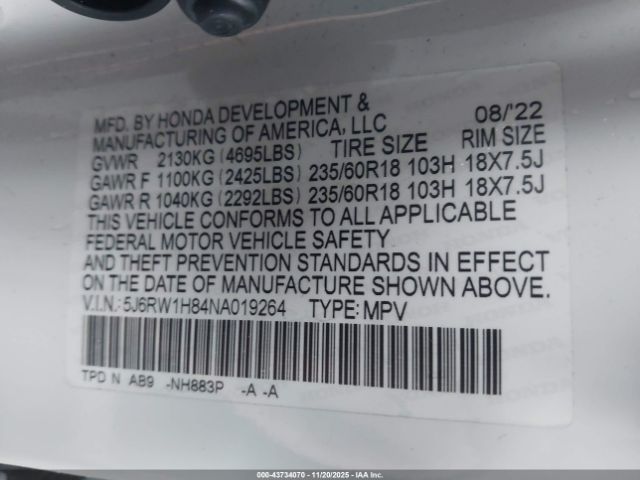 MFD. BY HONDA DEVELOPMENT &
MANUFACTURING OF AMERICA, LLC 08/'22
GVWR 2130KG (4695LBS) TIRE SIZE RIM SIZE
GAWR F 1100KG (2425LBS) 235/60R18 103H 18X7.5J
GAWR R 1040KG (2292LBS) 235/60R18 103H 18X7.5J
THIS VEHICLE CONFORMS TO ALL APPLICABLE
FEDERAL MOTOR VEHICLE SAFETY
AND THEFT PREVENTION STANDARDS IN EFFECT
ON THE DATE OF MANUFACTURE SHOWN ABOVE.
V.I.N.:5J6RW1H84NA019264 TYPE:MPV
TPD N AB9 -NH883P -A -A
000-43734070 — 11/20/2025 — IAA Inc.